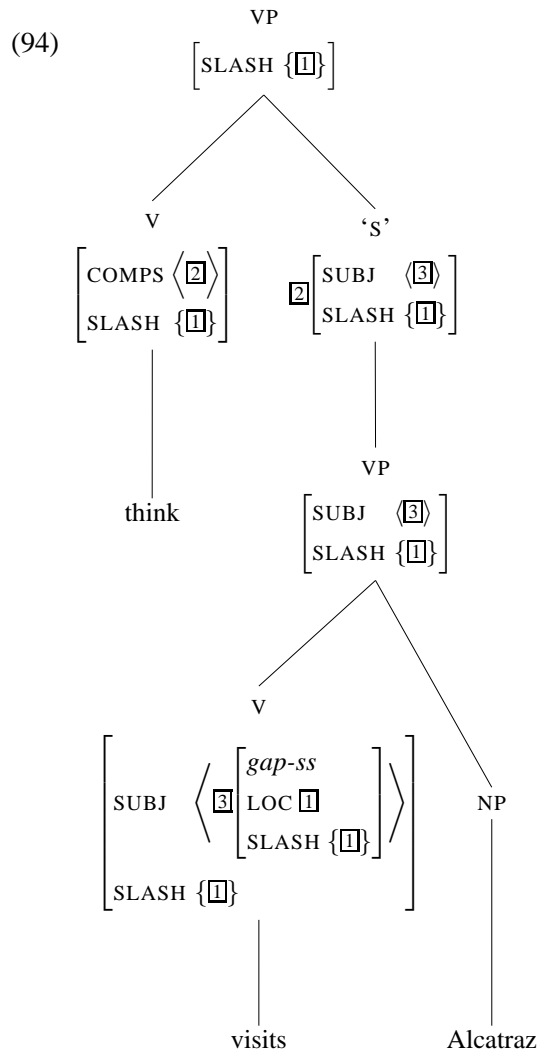 (94)
VP
[SLASH {[1]}]
V
‘S’
[COMPS ⟨[2]⟩
SLASH {[1]}]
[2][SUBJ ⟨[3]⟩
SLASH {[1]}]
think
VP
[SUBJ ⟨[3]⟩
SLASH {[1]}]
V
NP
gap-ss
SUBJ ⟨[3] LOC [1]⟩
SLASH {[1]}
SLASH {[1]}
visits
Alcatraz